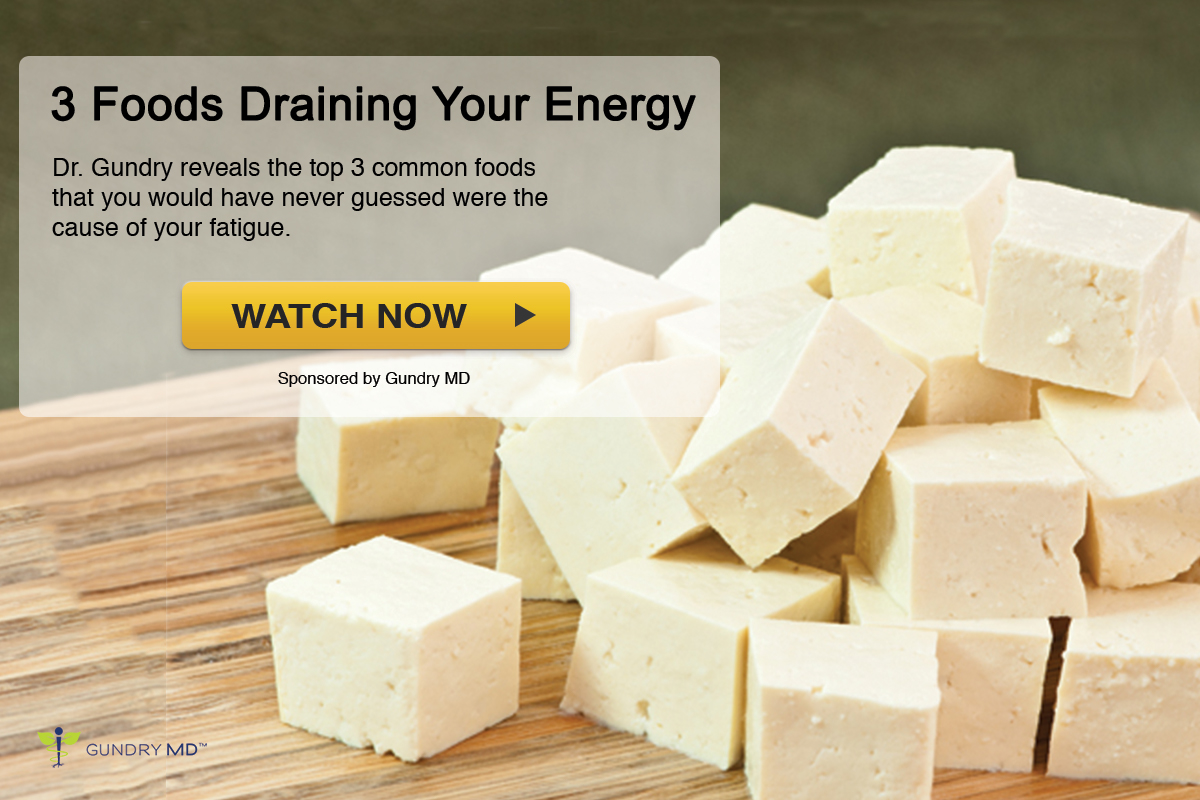 3 Foods Draining Your Energy
Dr. Gundry reveals the top 3 common foods
that you would have never guessed were the
cause of your fatigue.
WATCH NOW
Sponsored by Gundry MD
GUNDRY MD™